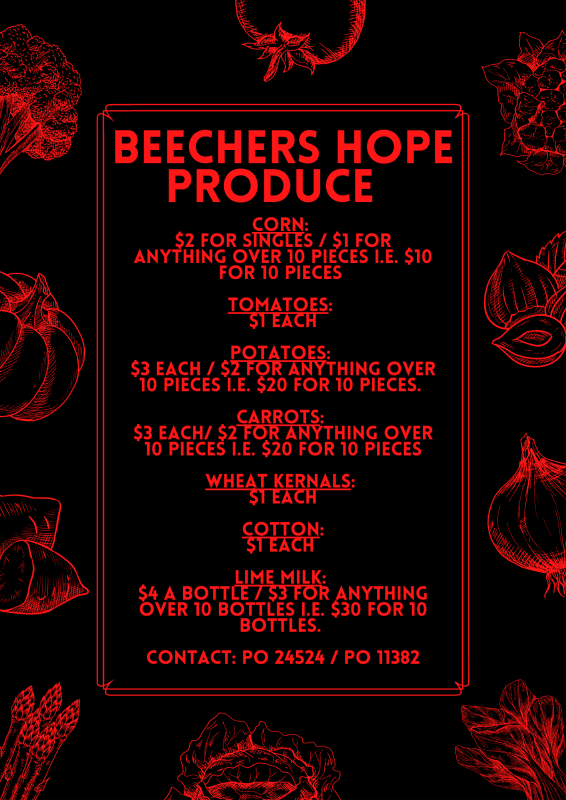 BEECHERS HOPE
PRODUCE
CORN:
$2 FOR SINGLES / $1 FOR
ANYTHING OVER 10 PIECES I.E. $10
FOR 10 PIECES
TOMATOES:
$1 EACH
POTATOES:
$3 EACH / $2 FOR ANYTHING OVER
10 PIECES I.E. $20 FOR 10 PIECES.
CARROTS:
$3 EACH/ $2 FOR ANYTHING OVER
10 PIECES I.E. $20 FOR 10 PIECES
WHEAT KERNALS:
$1 EACH
COTTON:
$1 EACH
LIME MILK:
$4 A BOTTLE / $3 FOR ANYTHING
OVER 10 BOTTLES I.E. $30 FOR 10
BOTTLES.
CONTACT: PO 24524 / PO 11382